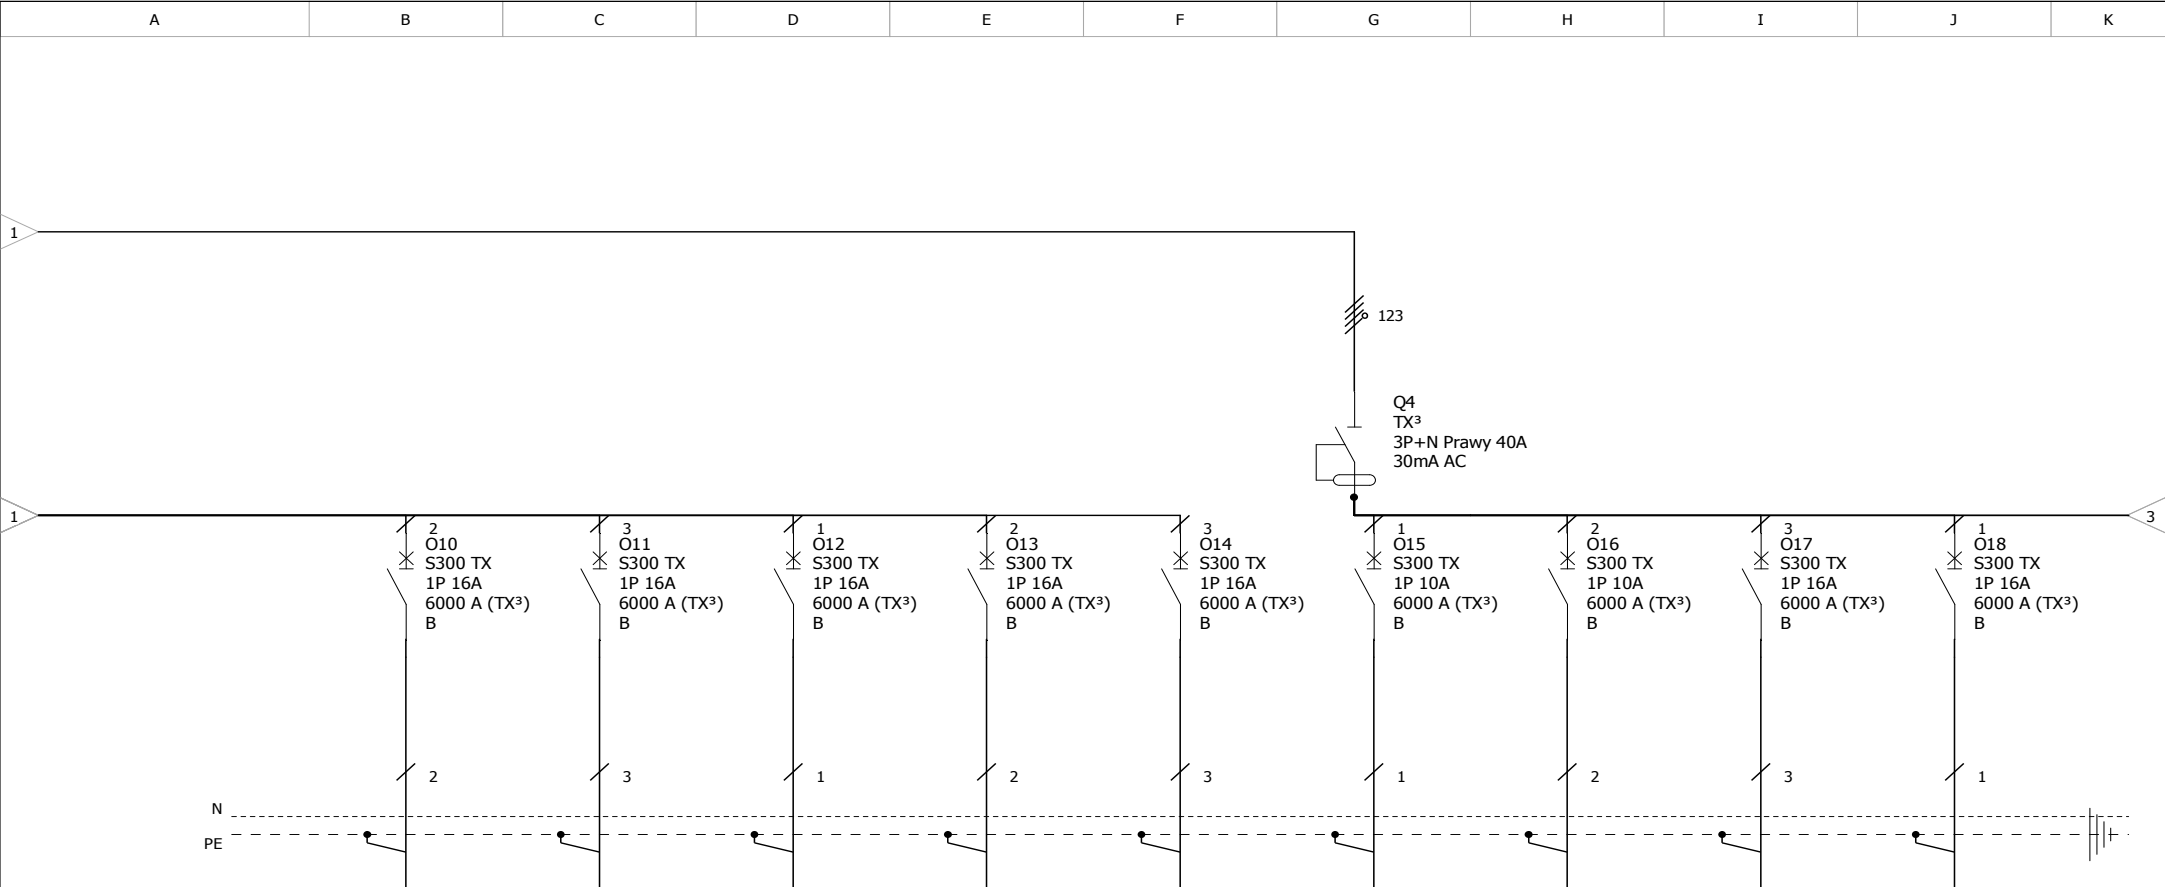 A B C D E F G H I J K
1
123
Q4
TX³
3P+N Prawy 40A
30mA AC
1 3
2 3 1 2 3 1 2 3 1
O10 O11 O12 O13 O14 O15 O16 O17 O18
S300 TX S300 TX S300 TX S300 TX S300 TX S300 TX S300 TX S300 TX S300 TX
1P 16A 1P 16A 1P 16A 1P 16A 1P 16A 1P 10A 1P 10A 1P 16A 1P 16A
6000 A (TX³) 6000 A (TX³) 6000 A (TX³) 6000 A (TX³) 6000 A (TX³) 6000 A (TX³) 6000 A (TX³) 6000 A (TX³) 6000 A (TX³)
B B B B B B B B B
2 3 1 2 3 1 2 3 1
N
PE